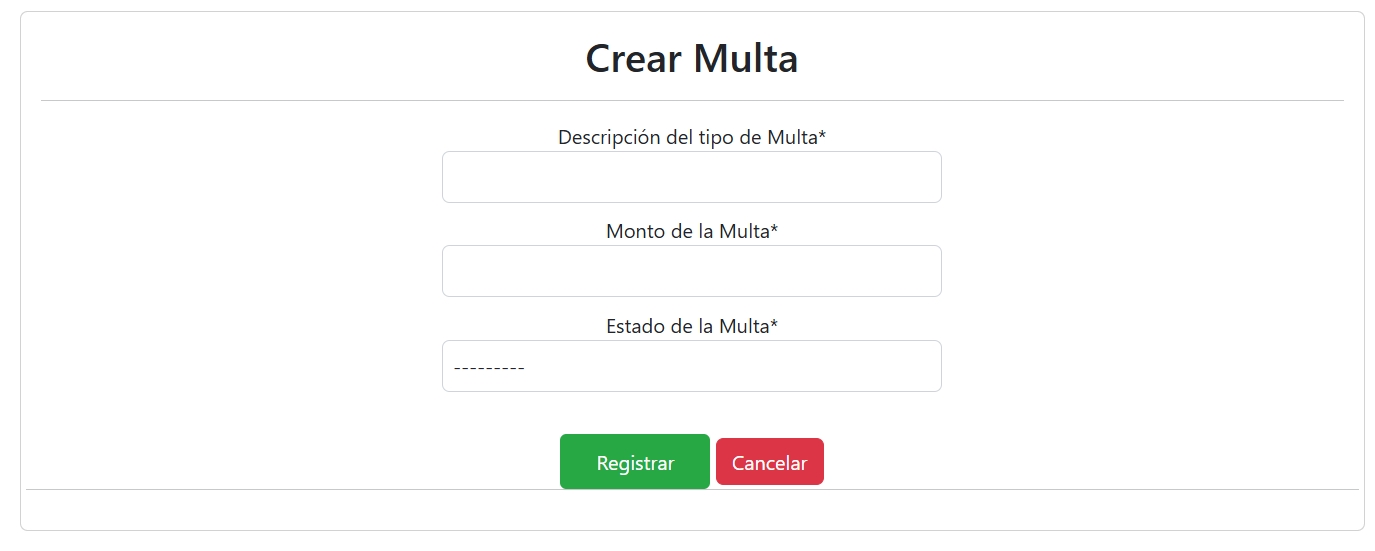 Crear Multa
Descripción del tipo de Multa*
Monto de la Multa*
Estado de la Multa*
---------
Registrar Cancelar